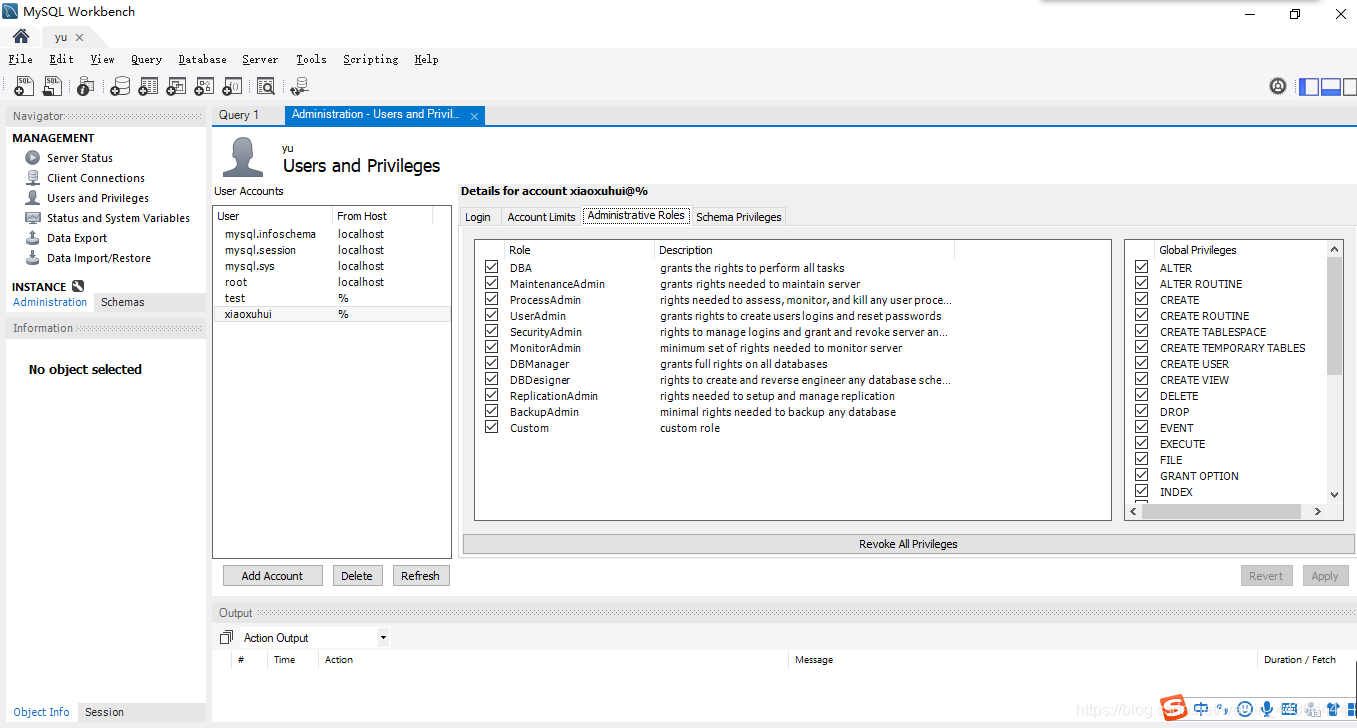 MySQL Workbench
yu
File Edit View Query Database Server Tools Scripting Help
Navigator
MANAGEMENT
Server Status
Client Connections
Users and Privileges
Status and System Variables
Data Export
Data Import/Restore
INSTANCE
Administration Schemas
Information
No object selected
Object Info Session
Query 1 Administration - Users and Privil...
yu
Users and Privileges
User Accounts
User From Host
mysql.infoschema localhost
mysql.session localhost
mysql.sys localhost
root localhost
test %
xiaoxuhui %
Add Account Delete Refresh
Details for account xiaoxuhui@%
Login Account Limits Administrative Roles Schema Privileges
Role Description
DBA grants the rights to perform all tasks
MaintenanceAdmin grants rights needed to maintain server
ProcessAdmin rights needed to assess, monitor, and kill any user proce...
UserAdmin grants rights to create users logins and reset passwords
SecurityAdmin rights to manage logins and grant and revoke server an...
MonitorAdmin minimum set of rights needed to monitor server
DBManager grants full rights on all databases
DBDesigner rights to create and reverse engineer any database sche...
ReplicationAdmin rights needed to setup and manage replication
BackupAdmin minimal rights needed to backup any database
Custom custom role
Global Privileges
ALTER
ALTER ROUTINE
CREATE
CREATE ROUTINE
CREATE TABLESPACE
CREATE TEMPORARY TABLES
CREATE USER
CREATE VIEW
DELETE
DROP
EVENT
EXECUTE
FILE
GRANT OPTION
INDEX
Revoke All Privileges
Revert Apply
Output
Action Output
# Time Action Message Duration / Fetch
中